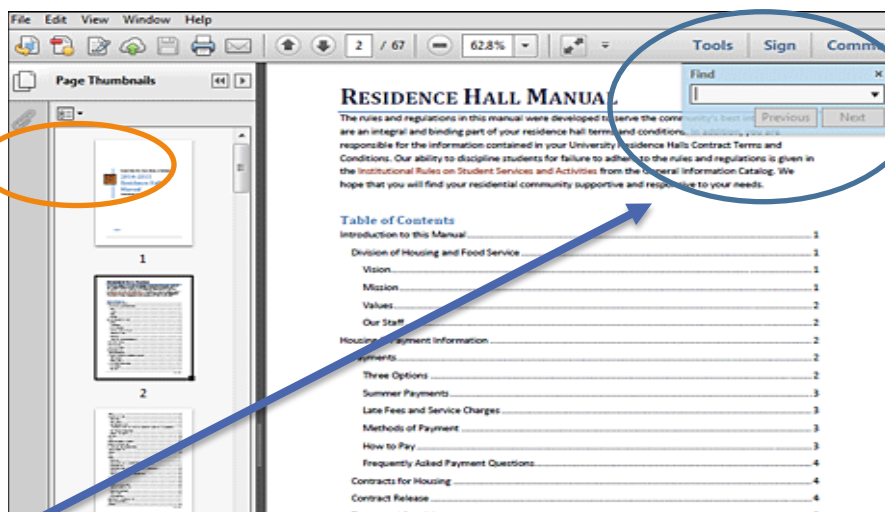 File Edit View Window Help
2 / 67 62.8% Tools Sign Comme
Page Thumbnails
Find
Previous Next
1
2
RESIDENCE HALL MANUAL
The rules and regulations in this manual were developed to serve the community's best
are an integral and binding part of your residence hall terms and conditions. In addition, you are
responsible for the information contained in your University Residence Halls Contract Terms and
Conditions. Our ability to discipline students for failure to adhere to the rules and regulations is given in
the Institutional Rules on Student Services and Activities from the General Information Catalog. We
hope that you will find your residential community supportive and responsive to your needs.
Table of Contents
Introduction to this Manual 1
Division of Housing and Food Service 1
Vision 1
Mission 1
Values 2
Our Staff 2
Housing Payment Information 2
Payments 2
Three Options 2
Summer Payments 3
Late Fees and Service Charges 3
Methods of Payment 3
How to Pay 3
Frequently Asked Payment Questions 4
Contracts for Housing 4
Contract Release 4